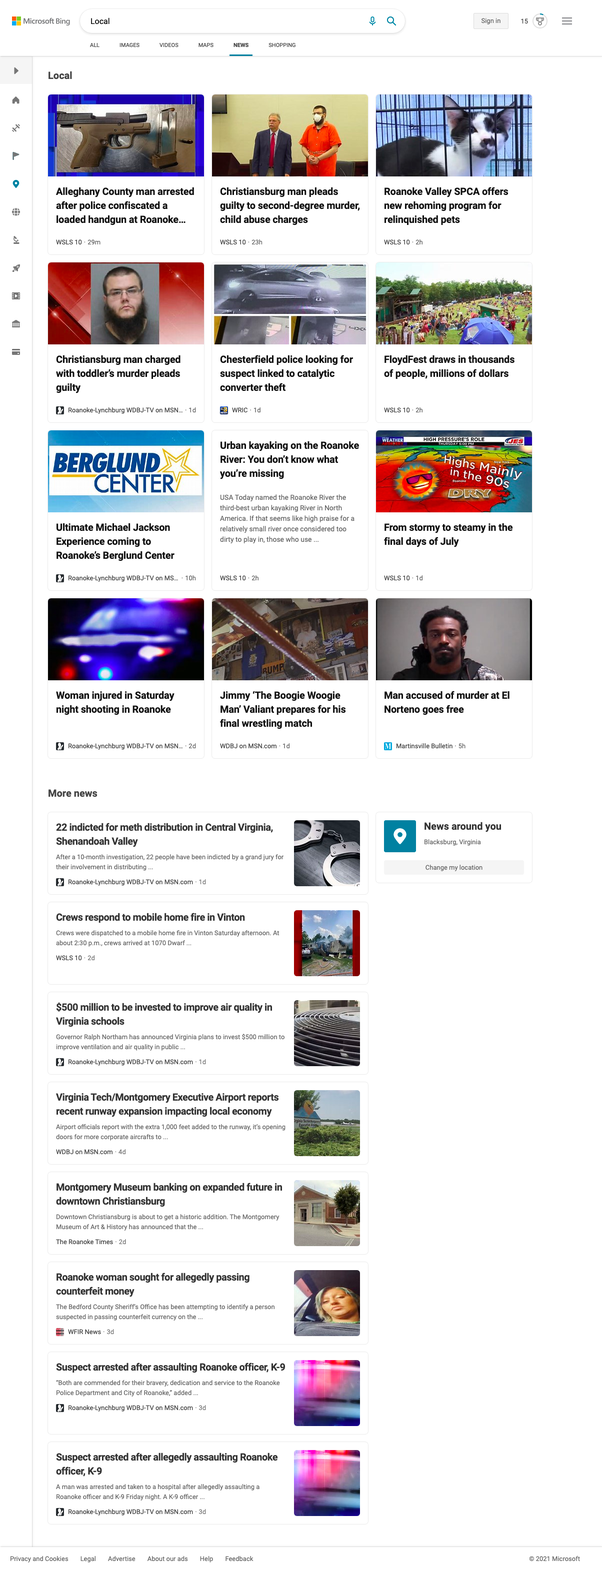 Microsoft Bing
Local
Sign in
15
ALL
IMAGES
VIDEOS
MAPS
NEWS
SHOPPING
Local
Alleghany County man arrested
after police confiscated a
loaded handgun at Roanoke...
WSLS 10 · 29m
Christiansburg man pleads
guilty to second-degree murder,
child abuse charges
WSLS 10 · 23h
Roanoke Valley SPCA offers
new rehoming program for
relinquished pets
WSLS 10 · 2h
Christiansburg man charged
with toddler's murder pleads
guilty
Roanoke-Lynchburg WDBJ-TV on MSN... · 1d
Chesterfield police looking for
suspect linked to catalytic
converter theft
WRIC · 1d
FloydFest draws in thousands
of people, millions of dollars
WSLS 10 · 2h
BERGLUND
CENTER
Ultimate Michael Jackson
Experience coming to
Roanoke's Berglund Center
Roanoke-Lynchburg WDBJ-TV on MS... · 10h
Urban kayaking on the Roanoke
River: You don't know what
you're missing
USA Today named the Roanoke River the
third-best urban kayaking River in North
America. If that seems like high praise for a
relatively small river once considered too
dirty to play in, those who use ...
WSLS 10 · 2h
WEATHER
HIGH PRESSURE'S ROLE
Highs Mainly
in the 90s
DRY
From stormy to steamy in the
final days of July
WSLS 10 · 1d
Woman injured in Saturday
night shooting in Roanoke
Roanoke-Lynchburg WDBJ-TV on MSN... · 2d
TRUMP
Jimmy 'The Boogie Woogie
Man' Valiant prepares for his
final wrestling match
WDBJ on MSN.com · 1d
Man accused of murder at El
Norteno goes free
M
Martinsville Bulletin · 5h
More news
22 indicted for meth distribution in Central Virginia,
Shenandoah Valley
After a 10-month investigation, 22 people have been indicted by a grand jury for
their involvement in distributing ...
Roanoke-Lynchburg WDBJ-TV on MSN.com · 1d
News around you
Blacksburg, Virginia
Change my location
Crews respond to mobile home fire in Vinton
Crews were dispatched to a mobile home fire in Vinton Saturday afternoon. At
about 2:30 p.m., crews arrived at 1070 Dwarf ...
WSLS 10 · 2d
$500 million to be invested to improve air quality in
Virginia schools
Governor Ralph Northam has announced Virginia plans to invest $500 million to
improve ventilation and air quality in public ...
Roanoke-Lynchburg WDBJ-TV on MSN.com · 1d
Virginia Tech/Montgomery Executive Airport reports
recent runway expansion impacting local economy
Airport officials report with the extra 1,000 feet added to the runway, it's opening
doors for more corporate aircrafts to ...
WDBJ on MSN.com · 4d
Montgomery Museum banking on expanded future in
downtown Christiansburg
Downtown Christiansburg is about to get a historic addition. The Montgomery
Museum of Art & History has announced that the ...
The Roanoke Times · 2d
Roanoke woman sought for allegedly passing
counterfeit money
The Bedford County Sheriff's Office has been attempting to identify a person
suspected in passing counterfeit currency on the ...
WFIR News · 3d
Suspect arrested after assaulting Roanoke officer, K-9
"Both are commended for their bravery, dedication and service to the Roanoke
Police Department and City of Roanoke," added ...
Roanoke-Lynchburg WDBJ-TV on MSN.com · 3d
Suspect arrested after allegedly assaulting Roanoke
officer, K-9
A man was arrested and taken to a hospital after allegedly assaulting a
Roanoke officer and K-9 Friday night. A K-9 officer ...
Roanoke-Lynchburg WDBJ-TV on MSN.com · 3d
Privacy and Cookies
Legal
Advertise
About our ads
Help
Feedback
© 2021 Microsoft